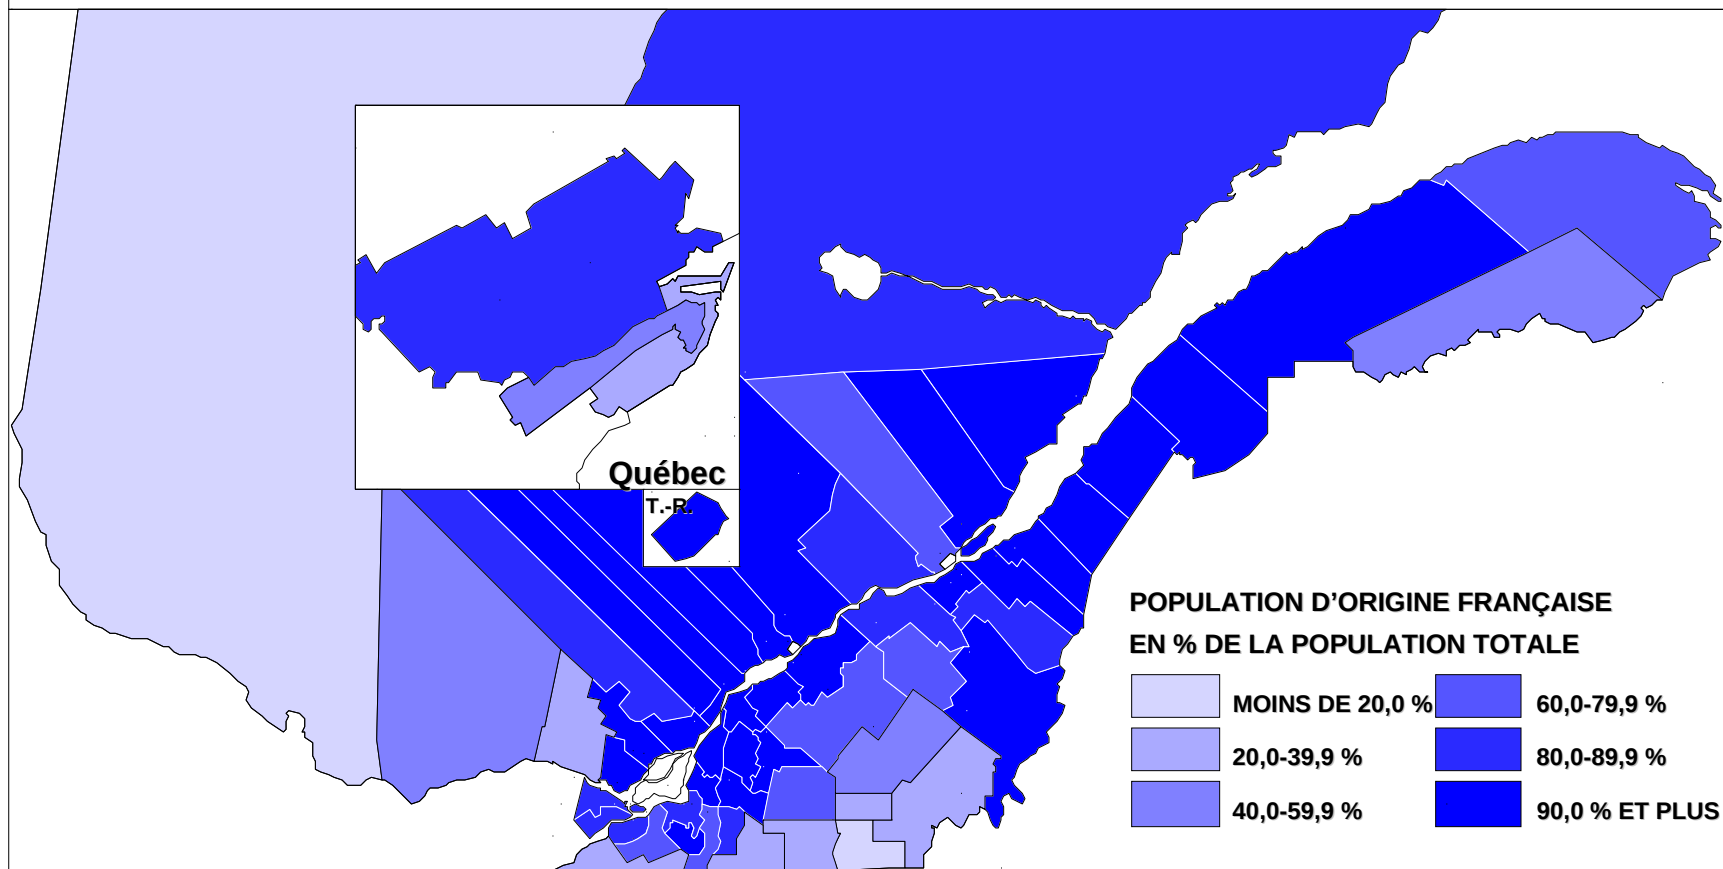 Québec
T.-R.
POPULATION D’ORIGINE FRANÇAISE
EN % DE LA POPULATION TOTALE
MOINS DE 20,0 %
60,0-79,9 %
20,0-39,9 %
80,0-89,9 %
40,0-59,9 %
90,0 % ET PLUS